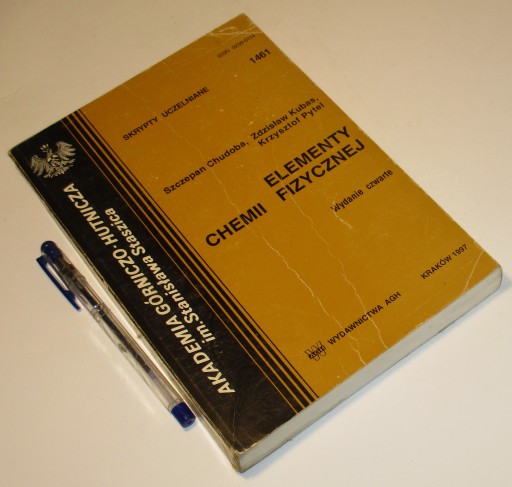 AKADEMIA GÓRNICZO-HUTNICZA
im. Stanisława Staszica
SKRYPTY UCZELNIANE
1461
Szczepan Chudoba, Zdzisław Kubas,
Krzysztof Pytel
ELEMENTY
CHEMII FIZYCZNEJ
Wydanie czwarte
WYDAWNICTWA AGH
KRAKÓW 1997